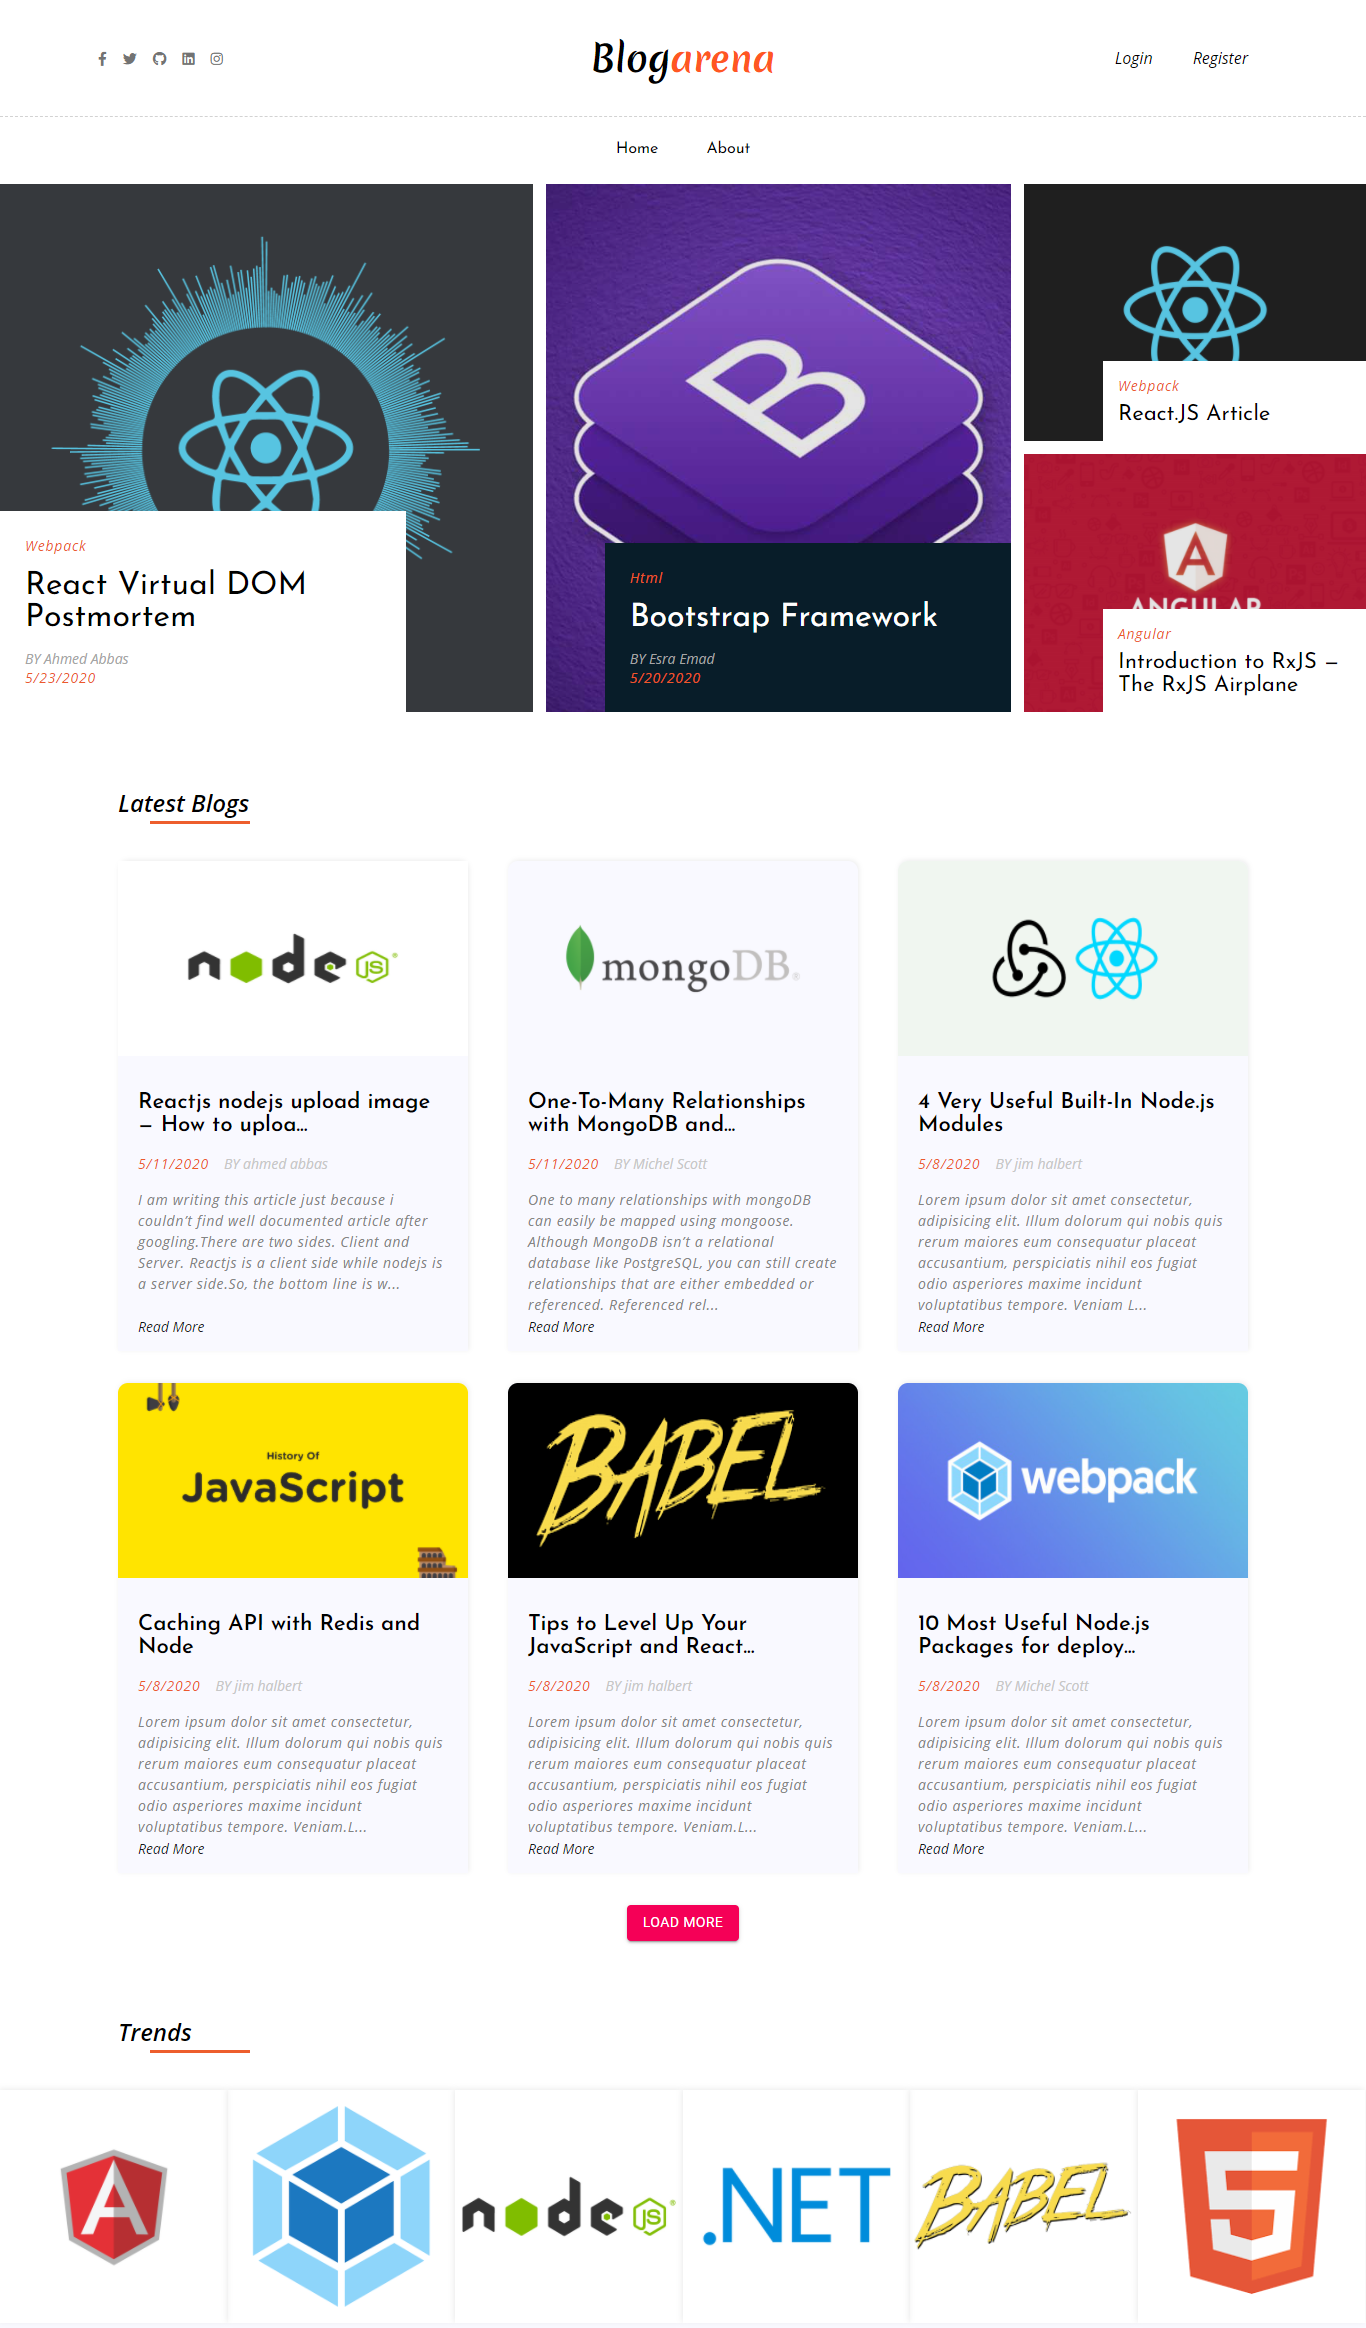 Blogarena
Login
Register
Home
About
Webpack
React Virtual DOM
Postmortem
BY Ahmed Abbas
5/23/2020
Html
Bootstrap Framework
BY Esra Emad
5/20/2020
Webpack
React.JS Article
ANGULAR
Angular
Introduction to RxJS –
The RxJS Airplane
Latest Blogs
node JS
Reactjs nodejs upload image
– How to uploa...
5/11/2020 BY ahmed abbas
I am writing this article just because i
couldn’t find well documented article after
googling.There are two sides. Client and
Server. Reactjs is a client side while nodejs is
a server side.So, the bottom line is w...
Read More
mongoDB®
One-To-Many Relationships
with MongoDB and...
5/11/2020 BY Michel Scott
One to many relationships with mongoDB
can easily be mapped using mongoose.
Although MongoDB isn’t a relational
database like PostgreSQL, you can still create
relationships that are either embedded or
referenced. Referenced rel...
Read More
4 Very Useful Built-In Node.js
Modules
5/8/2020 BY jim halbert
Lorem ipsum dolor sit amet consectetur,
adipisicing elit. Illum dolorum qui nobis quis
rerum maiores eum consequatur placeat
accusantium, perspiciatis nihil eos fugiat
odio asperiores maxime incidunt
voluptatibus tempore. Veniam L...
Read More
History Of
JavaScript
Caching API with Redis and
Node
5/8/2020 BY jim halbert
Lorem ipsum dolor sit amet consectetur,
adipisicing elit. Illum dolorum qui nobis quis
rerum maiores eum consequatur placeat
accusantium, perspiciatis nihil eos fugiat
odio asperiores maxime incidunt
voluptatibus tempore. Veniam.L...
Read More
BABEL
Tips to Level Up Your
JavaScript and React...
5/8/2020 BY jim halbert
Lorem ipsum dolor sit amet consectetur,
adipisicing elit. Illum dolorum qui nobis quis
rerum maiores eum consequatur placeat
accusantium, perspiciatis nihil eos fugiat
odio asperiores maxime incidunt
voluptatibus tempore. Veniam.L...
Read More
webpack
10 Most Useful Node.js
Packages for deploy...
5/8/2020 BY Michel Scott
Lorem ipsum dolor sit amet consectetur,
adipisicing elit. Illum dolorum qui nobis quis
rerum maiores eum consequatur placeat
accusantium, perspiciatis nihil eos fugiat
odio asperiores maxime incidunt
voluptatibus tempore. Veniam.L...
Read More
LOAD MORE
Trends
A
node JS®
.NET
BABEL
5